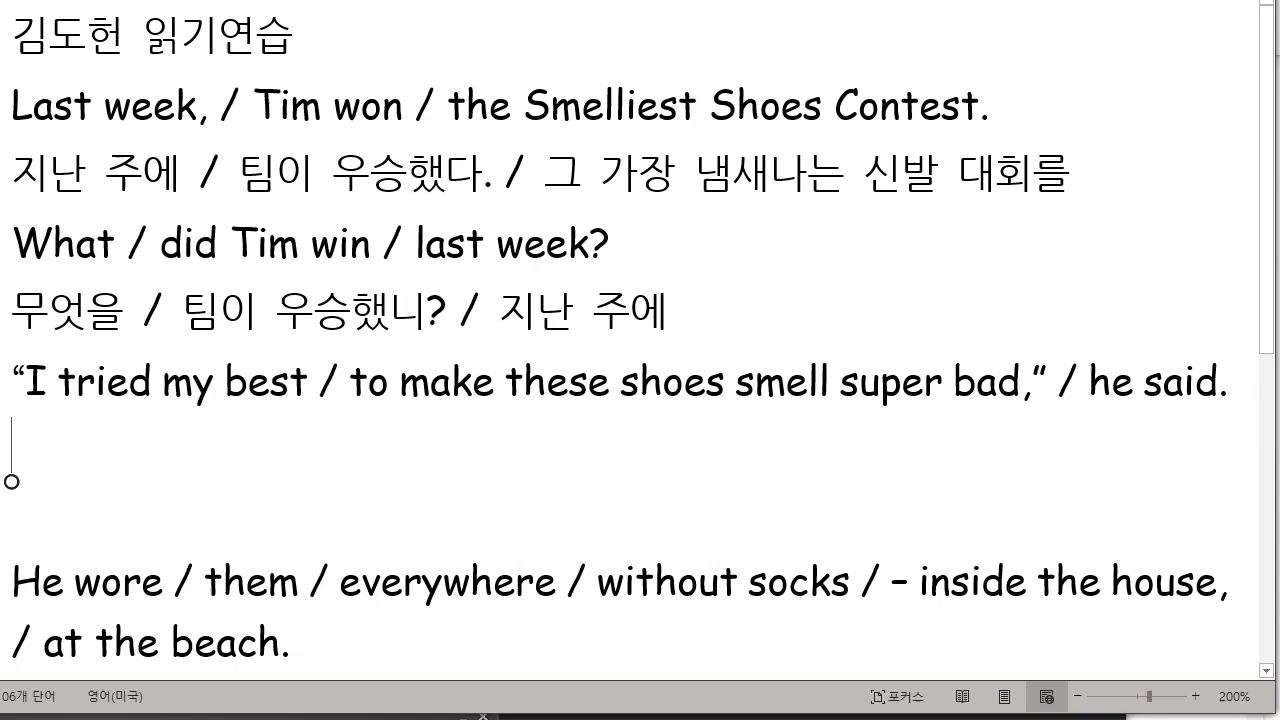 김도헌 읽기연습
Last week, / Tim won / the Smelliest Shoes Contest.
지난 주에 / 팀이 우승했다. / 그 가장 냄새나는 신발 대회를
What / did Tim win / last week?
무엇을 / 팀이 우승했니? / 지난 주에
“I tried my best / to make these shoes smell super bad,” / he said.
He wore / them / everywhere / without socks / – inside the house,
/ at the beach.
06개 단어 영어(미국) 포커스 200%